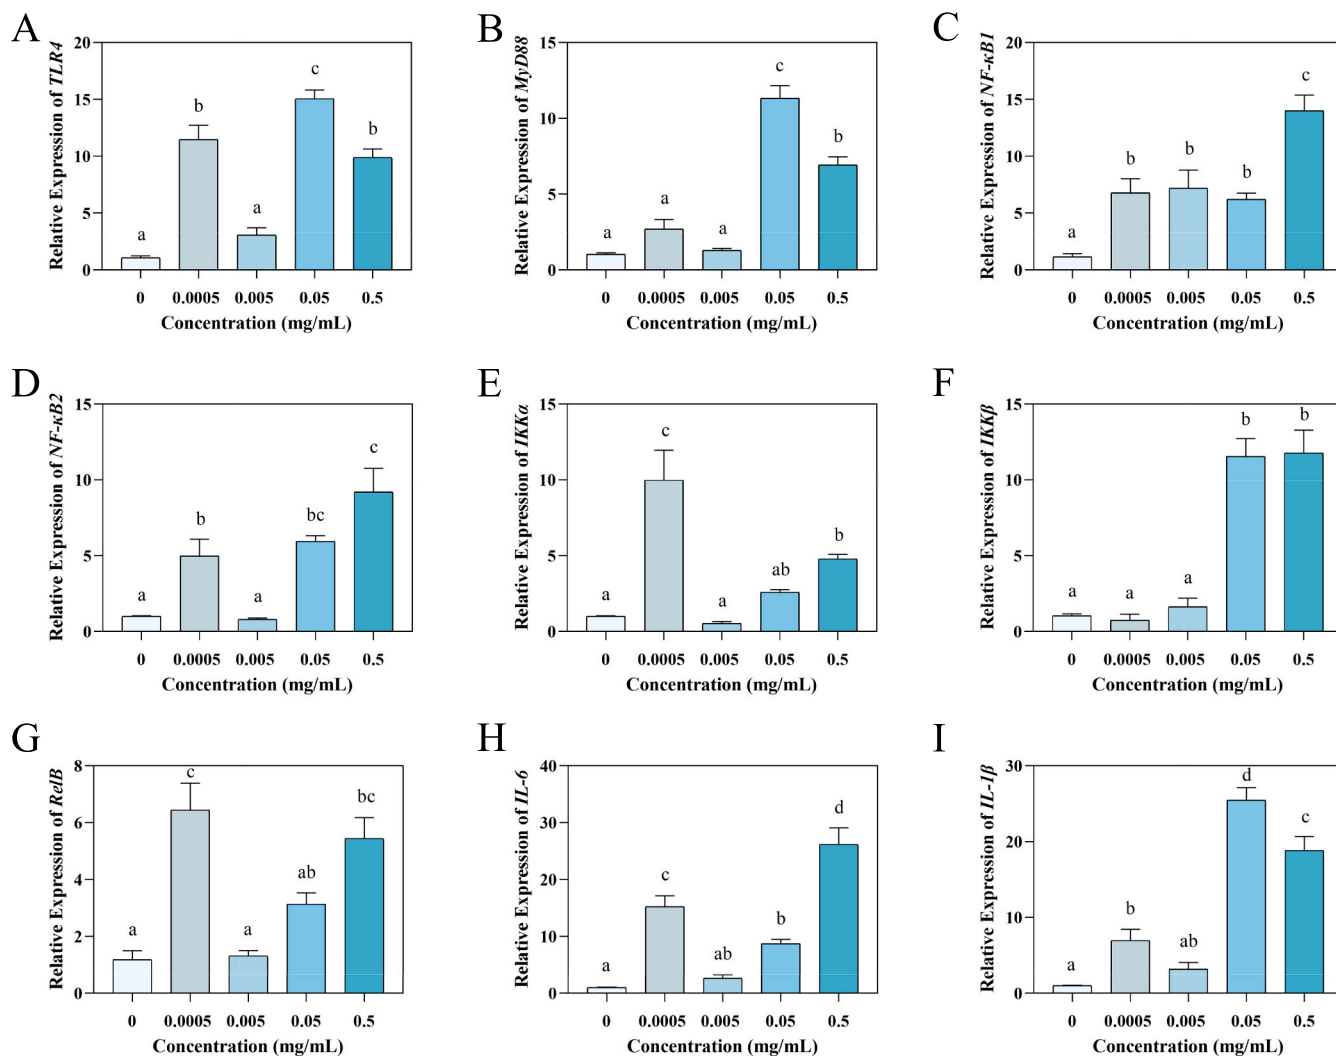 A
Relative Expression of TLR4
20
15
10
5
0
a
b
a
c
b
0 0.0005 0.005 0.05 0.5
Concentration (mg/mL)
B
Relative Expression of MyD88
15
10
5
0
a
a
a
c
b
0 0.0005 0.005 0.05 0.5
Concentration (mg/mL)
C
Relative Expression of NF-κB1
20
15
10
5
0
a
b
b
b
c
0 0.0005 0.005 0.05 0.5
Concentration (mg/mL)
D
Relative Expression of NF-κB2
15
10
5
0
a
b
a
bc
c
0 0.0005 0.005 0.05 0.5
Concentration (mg/mL)
E
Relative Expression of IKKα
15
10
5
0
a
c
a
ab
b
0 0.0005 0.005 0.05 0.5
Concentration (mg/mL)
F
Relative Expression of IKKβ
15
10
5
0
a
a
a
b
b
0 0.0005 0.005 0.05 0.5
Concentration (mg/mL)
G
Relative Expression of RelB
8
6
4
2
0
a
c
a
ab
bc
0 0.0005 0.005 0.05 0.5
Concentration (mg/mL)
H
Relative Expression of IL-6
40
30
20
10
0
a
c
ab
b
d
0 0.0005 0.005 0.05 0.5
Concentration (mg/mL)
I
Relative Expression of IL-1β
30
20
10
0
a
b
ab
d
c
0 0.0005 0.005 0.05 0.5
Concentration (mg/mL)